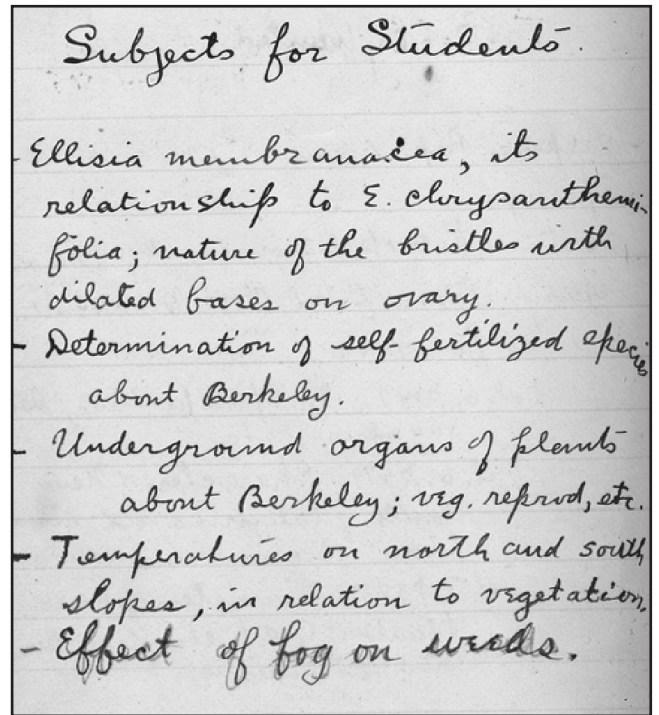 Subjects for Students.
- Ellisia membranacea, its
relationship to E. chrysanthemi-
folia; nature of the bristles with
dilated bases on ovary.
- Determination of self-fertilized species
about Berkeley.
- Underground organs of plants
about Berkeley; veg. reprod, etc.
- Temperatures on north and south
slopes, in relation to vegetation.
- Effect of fog on weeds.